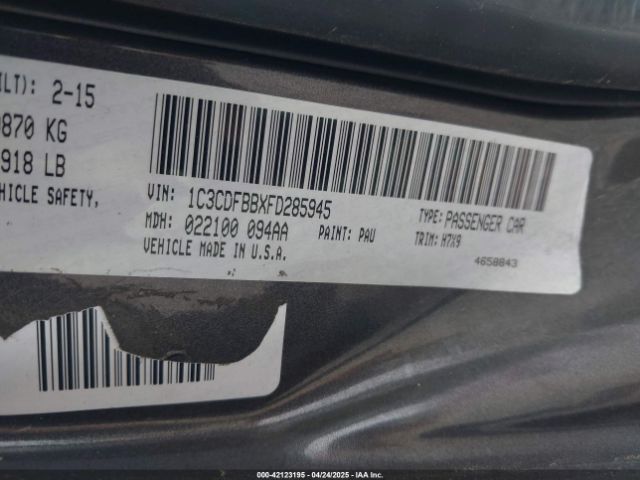 ILT): 2-15
870 KG
918 LB
EHICLE SAFETY,
VIN: 1C3CDFBBXFD285945
MDH: 022100 094AA PAINT: PAU
VEHICLE MADE IN U.S.A.
TYPE: PASSENGER CAR
TRIM: H7X9
4658843
000-42123195 - 04/24/2025 - IAA, Inc.